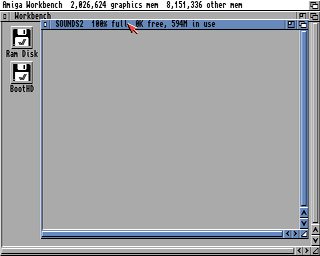 Amiga Workbench  2,026,624 graphics mem  8,151,336 other mem
Workbench
SOUNDS2  100% full, 0K free, 594M in use
Ram Disk
BootHD